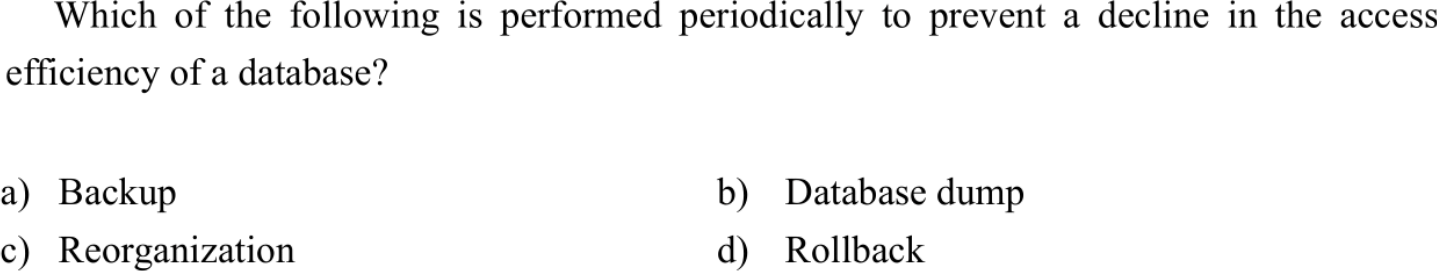 Which of the following is performed periodically to prevent a decline in the access
efficiency of a database?
a) Backup b) Database dump
c) Reorganization d) Rollback